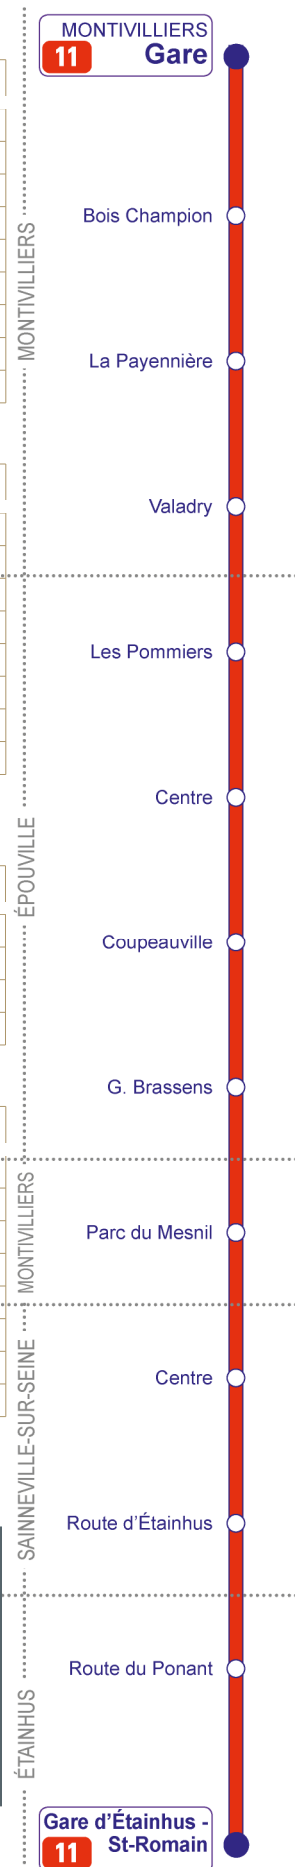 MONTIVILLIERS
11 Gare
Bois Champion
MONTIVILLIERS
La Payennière
Valadry
Les Pommiers
Centre
ÉPOUVILLE
Coupeauville
G. Brassens
MONTIVILLIERS
Parc du Mesnil
Centre
SAINNEVILLE-SUR-SEINE
Route d'Étainhus
Route du Ponant
ÉTAINHUS
Gare d'Étainhus -
11 St-Romain